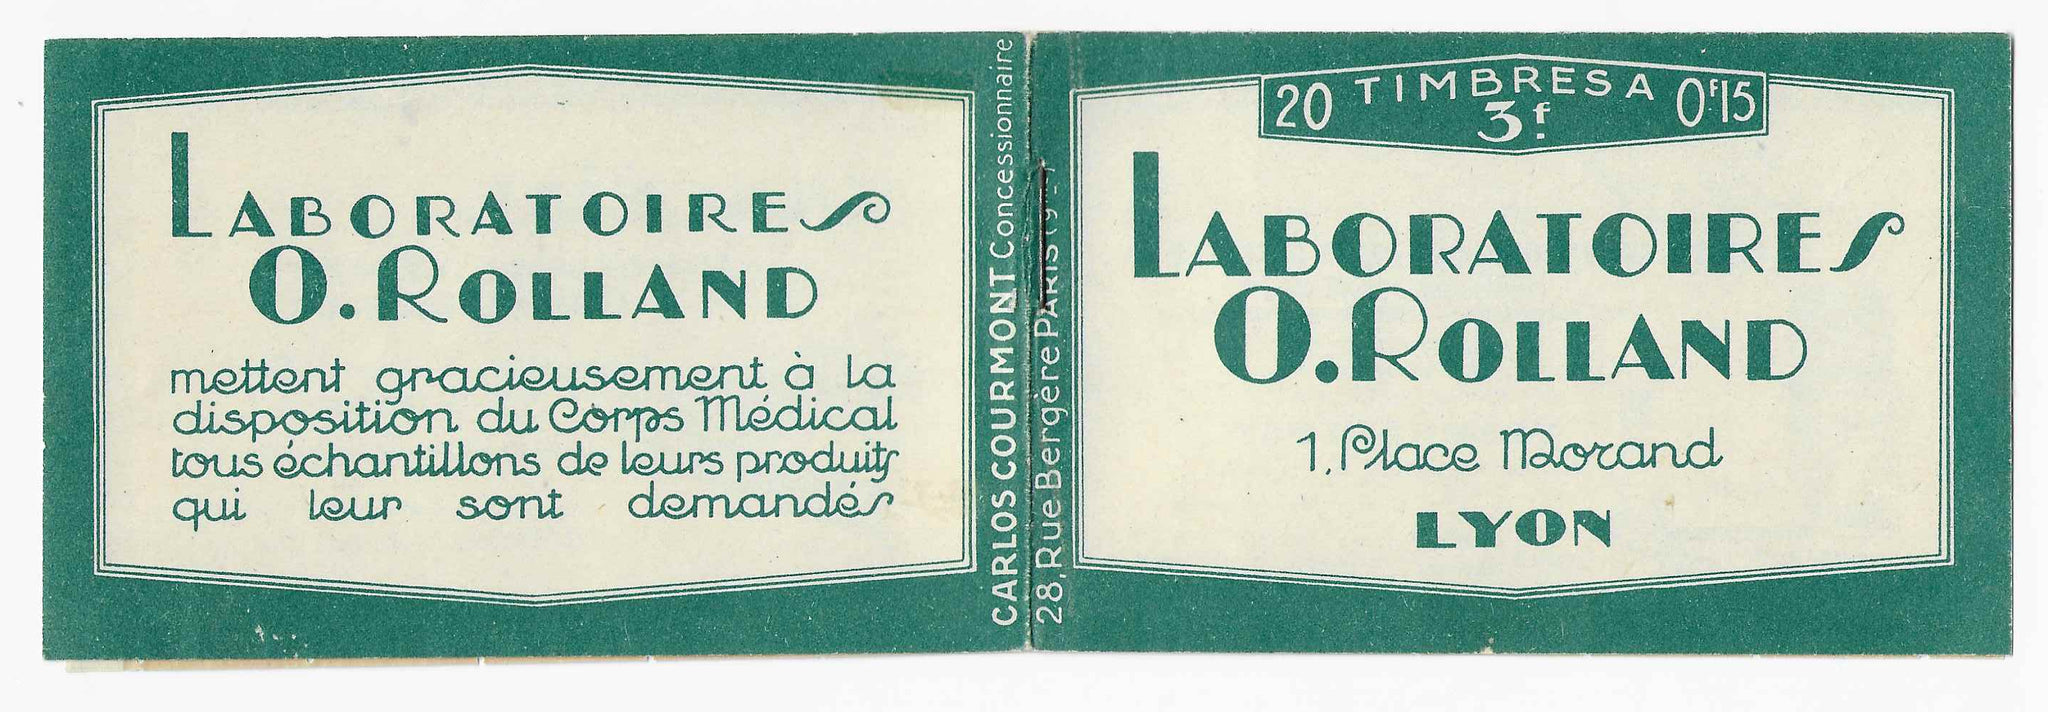 LABORATOIRES
O. ROLLAND
mettent gracieusement à la
disposition du Corps Médical
tous échantillons de leurs produits
qui leur sont demandés
CARLOS COURMONT Concessionnaire
28, Rue Bergère PARIS
20 TIMBRES A 0f15
3f.
LABORATOIRES
O. ROLLAND
1, Place Morand
LYON